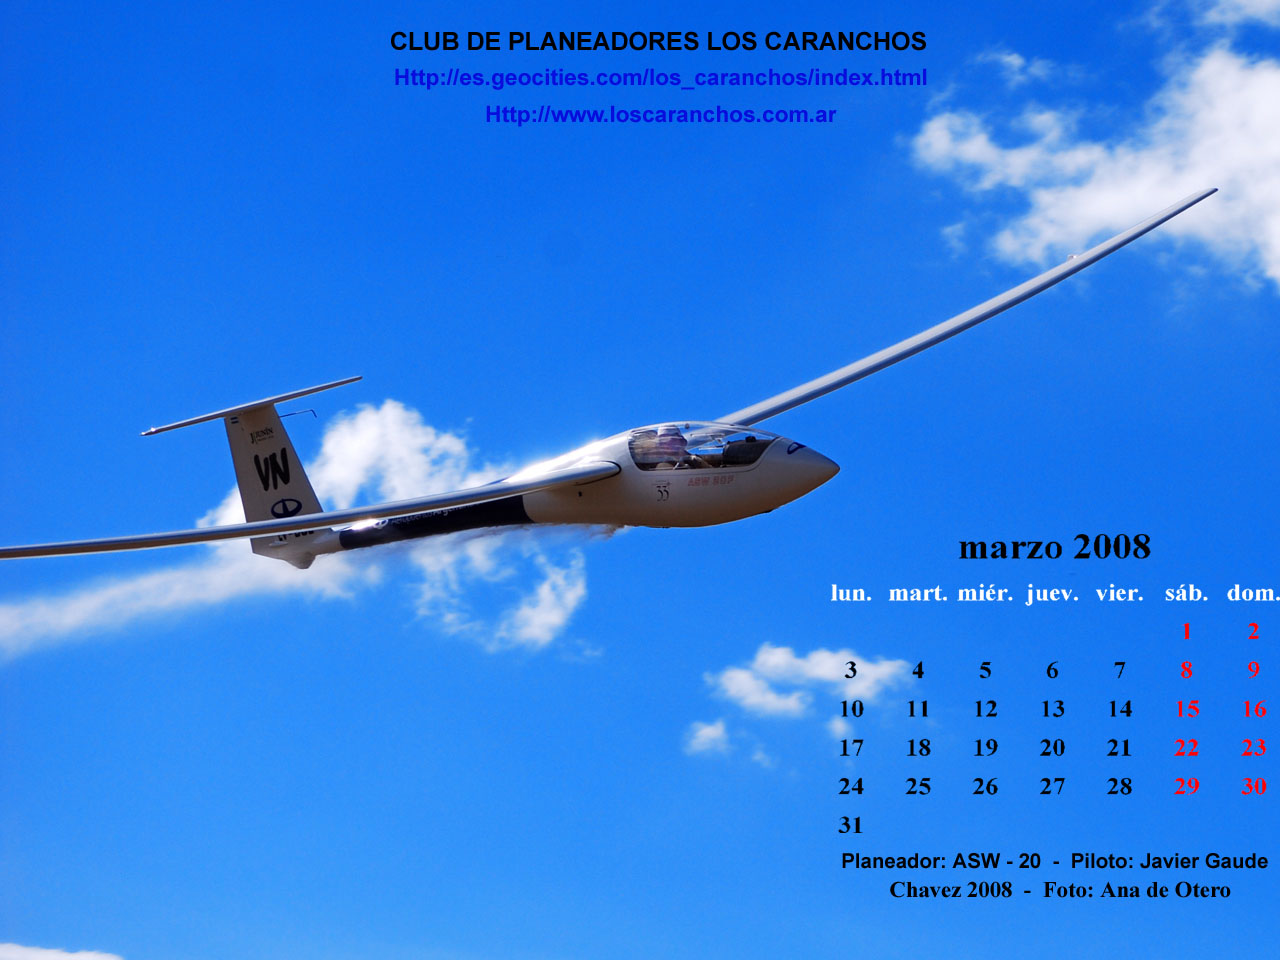 CLUB DE PLANEADORES LOS CARANCHOS
Http://es.geocities.com/los_caranchos/index.html
Http://www.loscaranchos.com.ar
JUNIN
VN
33
marzo 2008
lun. mart. miér. juev. vier. sáb. dom.
1 2
3 4 5 6 7 8 9
10 11 12 13 14 15 16
17 18 19 20 21 22 23
24 25 26 27 28 29 30
31
Planeador: ASW - 20 - Piloto: Javier Gaude
Chavez 2008 - Foto: Ana de Otero